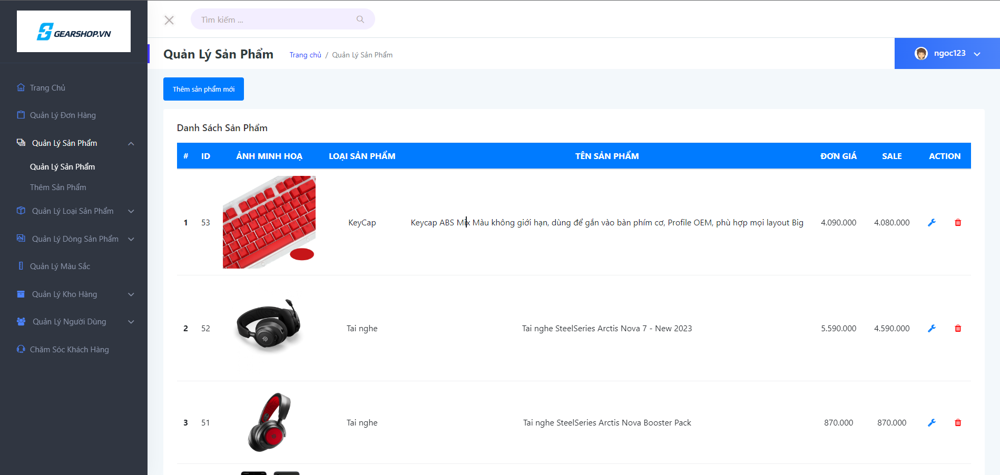 GEARSHOP.VN
Tìm kiếm ...
Quản Lý Sản Phẩm
Trang chủ / Quản Lý Sản Phẩm
ngoc123
Trang Chủ
Quản Lý Đơn Hàng
Quản Lý Sản Phẩm
Quản Lý Sản Phẩm
Thêm Sản Phẩm
Quản Lý Loại Sản Phẩm
Quản Lý Dòng Sản Phẩm
Quản Lý Màu Sắc
Quản Lý Kho Hàng
Quản Lý Người Dùng
Chăm Sóc Khách Hàng
Thêm sản phẩm mới
Danh Sách Sản Phẩm
# ID ẢNH MINH HOẠ LOẠI SẢN PHẨM TÊN SẢN PHẨM ĐƠN GIÁ SALE ACTION
1 53 KeyCap Keycap ABS Mix Màu không giới hạn, dùng để gắn vào bàn phím cơ, Profile OEM, phù hợp mọi layout Big 4.090.000 4.080.000
2 52 Tai nghe Tai nghe SteelSeries Arctis Nova 7 - New 2023 5.590.000 4.590.000
3 51 Tai nghe Tai nghe SteelSeries Arctis Nova Booster Pack 870.000 870.000